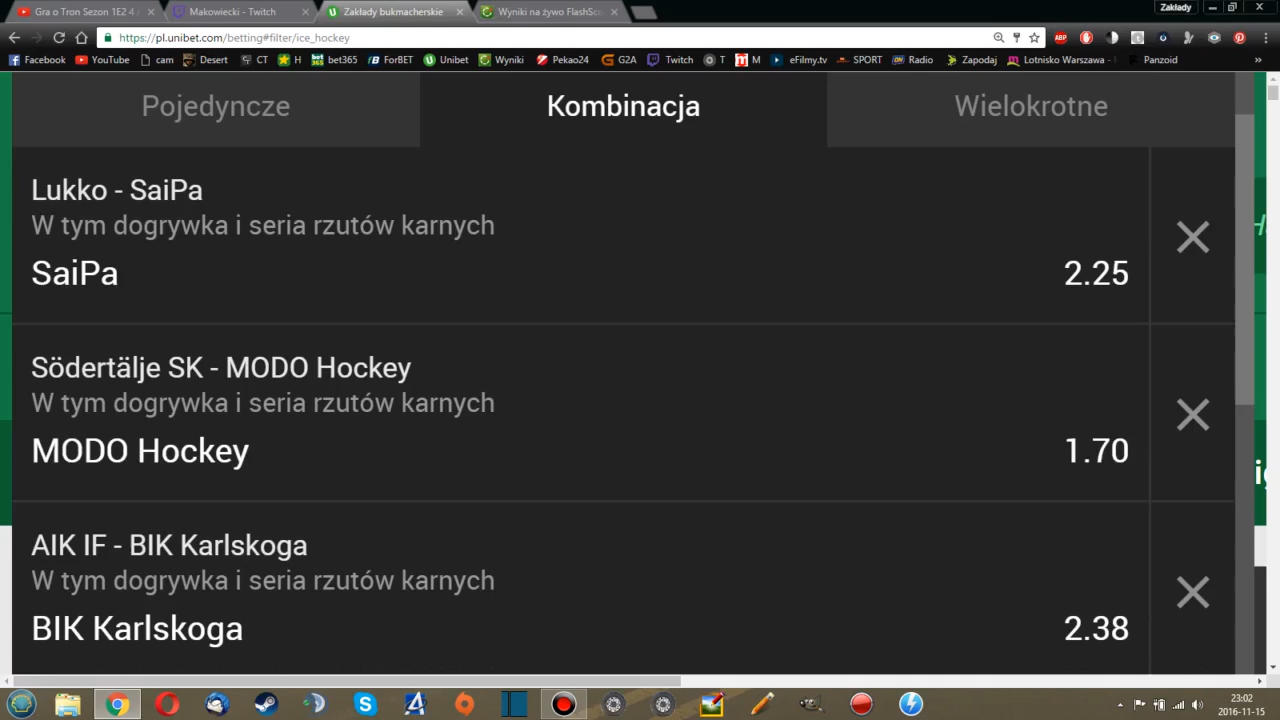 Gra o Tron Sezon 1E2 4
Makowiecki - Twitch
Zakłady bukmacherskie
Wyniki na żywo FlashSco
Zakłady
https://pl.unibet.com/betting#filter/ice_hockey
ABP
Facebook YouTube cam Desert CT H bet365 ForBET Unibet Wyniki Pekao24 G2A Twitch T M eFilmy.tv SPORT Radio Zapodaj Lotnisko Warszawa - Panzoid »
Pojedyncze Kombinacja Wielokrotne
Lukko - SaiPa
W tym dogrywka i seria rzutów karnych
SaiPa 2.25
Södertälje SK - MODO Hockey
W tym dogrywka i seria rzutów karnych
MODO Hockey 1.70
AIK IF - BIK Karlskoga
W tym dogrywka i seria rzutów karnych
BIK Karlskoga 2.38
23:02
2016-11-15